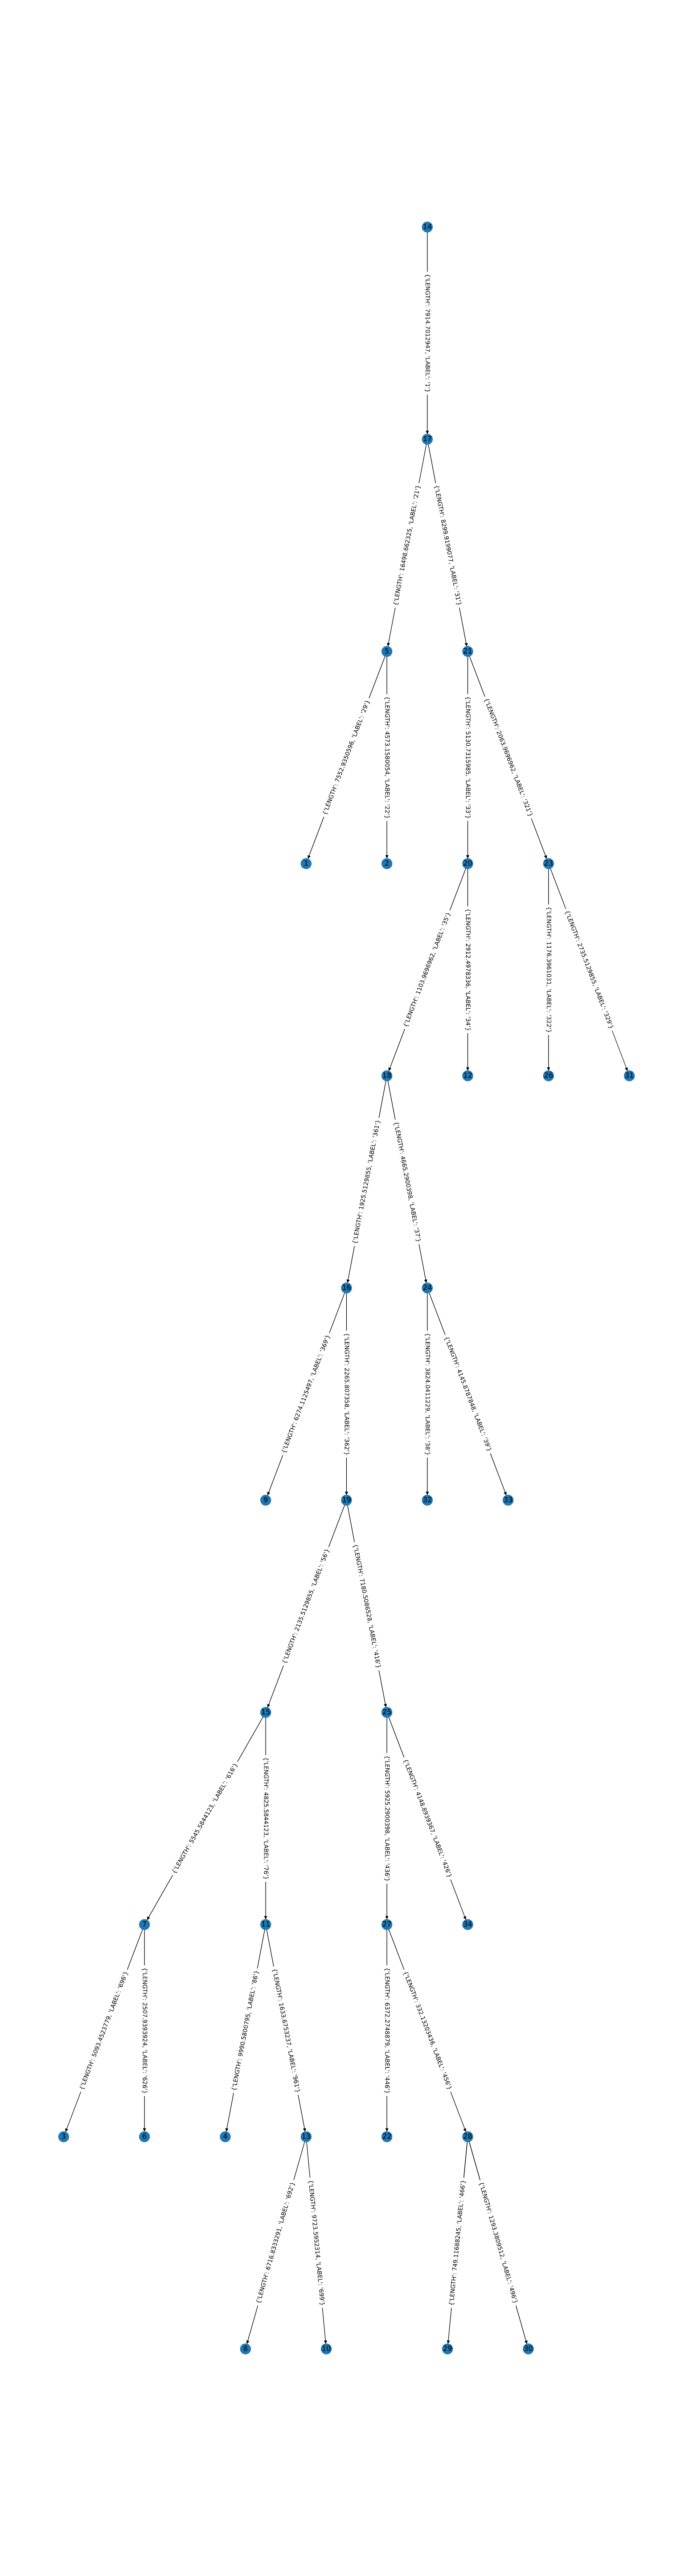 14
{'LENGTH': 7914.7012947, 'LABEL': '1'}
17
{'LENGTH': 16498.662325, 'LABEL': '21'}
{'LENGTH': 8299.9199077, 'LABEL': '31'}
5
21
{'LENGTH': 7552.9350596, 'LABEL': '29'}
{'LENGTH': 4573.1580054, 'LABEL': '22'}
{'LENGTH': 5130.7315985, 'LABEL': '33'}
{'LENGTH': 2063.9696962, 'LABEL': '321'}
1
2
20
23
{'LENGTH': 1103.9696962, 'LABEL': '35'}
{'LENGTH': 2912.4978336, 'LABEL': '34'}
{'LENGTH': 1176.3961031, 'LABEL': '322'}
{'LENGTH': 2735.5129855, 'LABEL': '329'}
18
12
26
31
{'LENGTH': 1925.5129855, 'LABEL': '361'}
{'LENGTH': 4665.2900398, 'LABEL': '37'}
16
24
{'LENGTH': 6274.1125497, 'LABEL': '369'}
{'LENGTH': 2265.807358, 'LABEL': '362'}
{'LENGTH': 3824.0411229, 'LABEL': '38'}
{'LENGTH': 4145.8787848, 'LABEL': '39'}
9
19
32
33
{'LENGTH': 2135.5129855, 'LABEL': '56'}
{'LENGTH': 7180.5086528, 'LABEL': '416'}
15
25
{'LENGTH': 5545.5844123, 'LABEL': '616'}
{'LENGTH': 4825.5844123, 'LABEL': '76'}
{'LENGTH': 5925.2900398, 'LABEL': '436'}
{'LENGTH': 4148.8939367, 'LABEL': '426'}
7
11
27
34
{'LENGTH': 5093.4523779, 'LABEL': '696'}
{'LENGTH': 2507.9393924, 'LABEL': '626'}
{'LENGTH': 9990.5800795, 'LABEL': '86'}
{'LENGTH': 1633.6753237, 'LABEL': '961'}
{'LENGTH': 6372.2748879, 'LABEL': '446'}
{'LENGTH': 332.13203436, 'LABEL': '456'}
3
6
4
13
22
28
{'LENGTH': 6716.8333291, 'LABEL': '692'}
{'LENGTH': 9723.5952314, 'LABEL': '699'}
{'LENGTH': 749.11688245, 'LABEL': '466'}
{'LENGTH': 1293.3809512, 'LABEL': '496'}
8
10
29
30